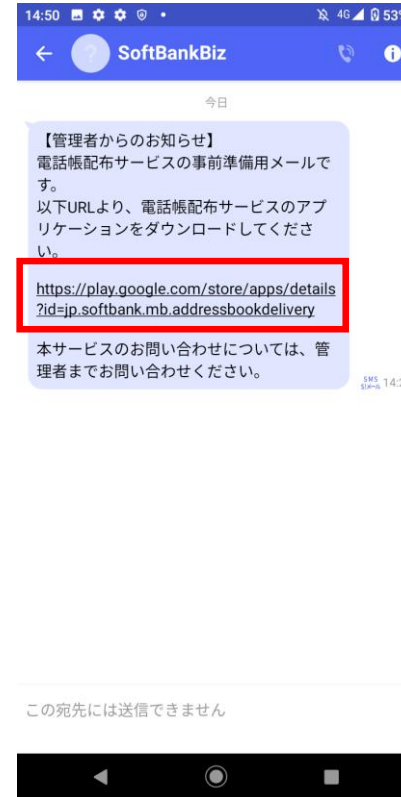 14:50 4G 53
SoftBankBiz
今日
【管理者からのお知らせ】
電話帳配布サービスの事前準備用メールで
す。
以下URLより、電話帳配布サービスのアプ
リケーションをダウンロードしてくださ
い。
https://play.google.com/store/apps/details
?id=jp.softbank.mb.addressbookdelivery
本サービスのお問い合わせについては、管
理者までお問い合わせください。
SMS
S!メール 14:
この宛先には送信できません